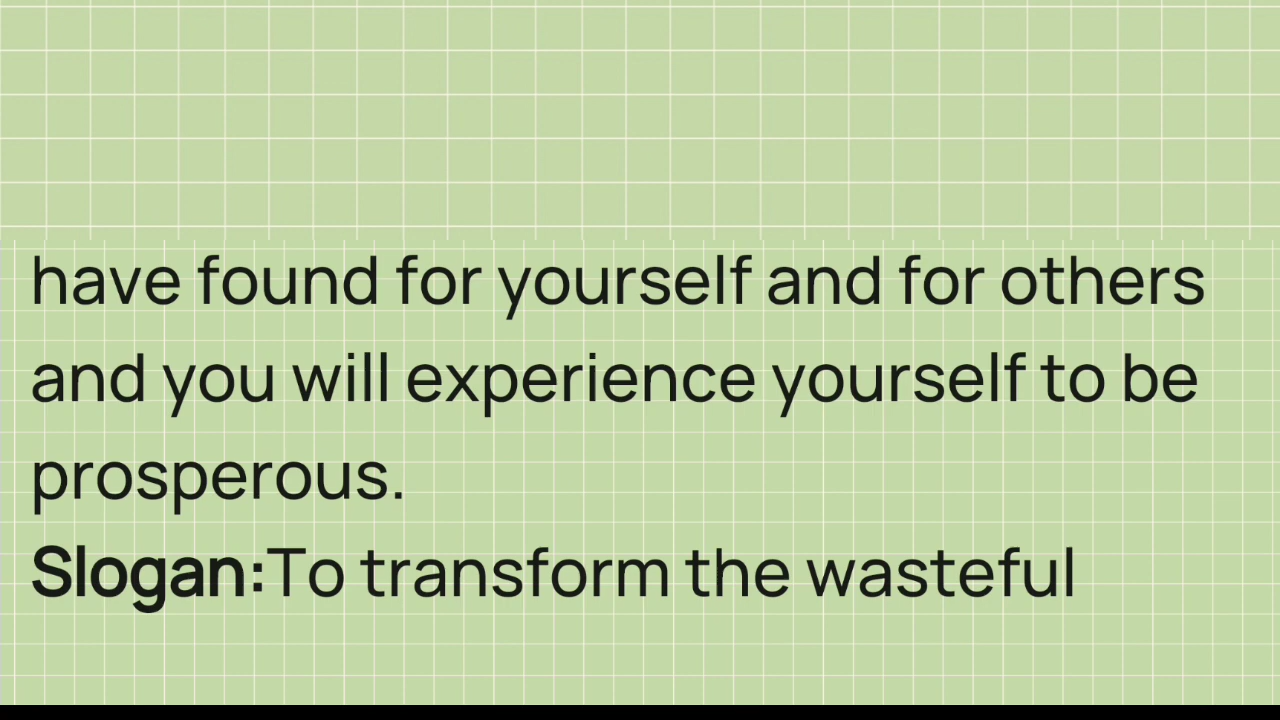 have found for yourself and for others
and you will experience yourself to be
prosperous.
Slogan:To transform the wasteful